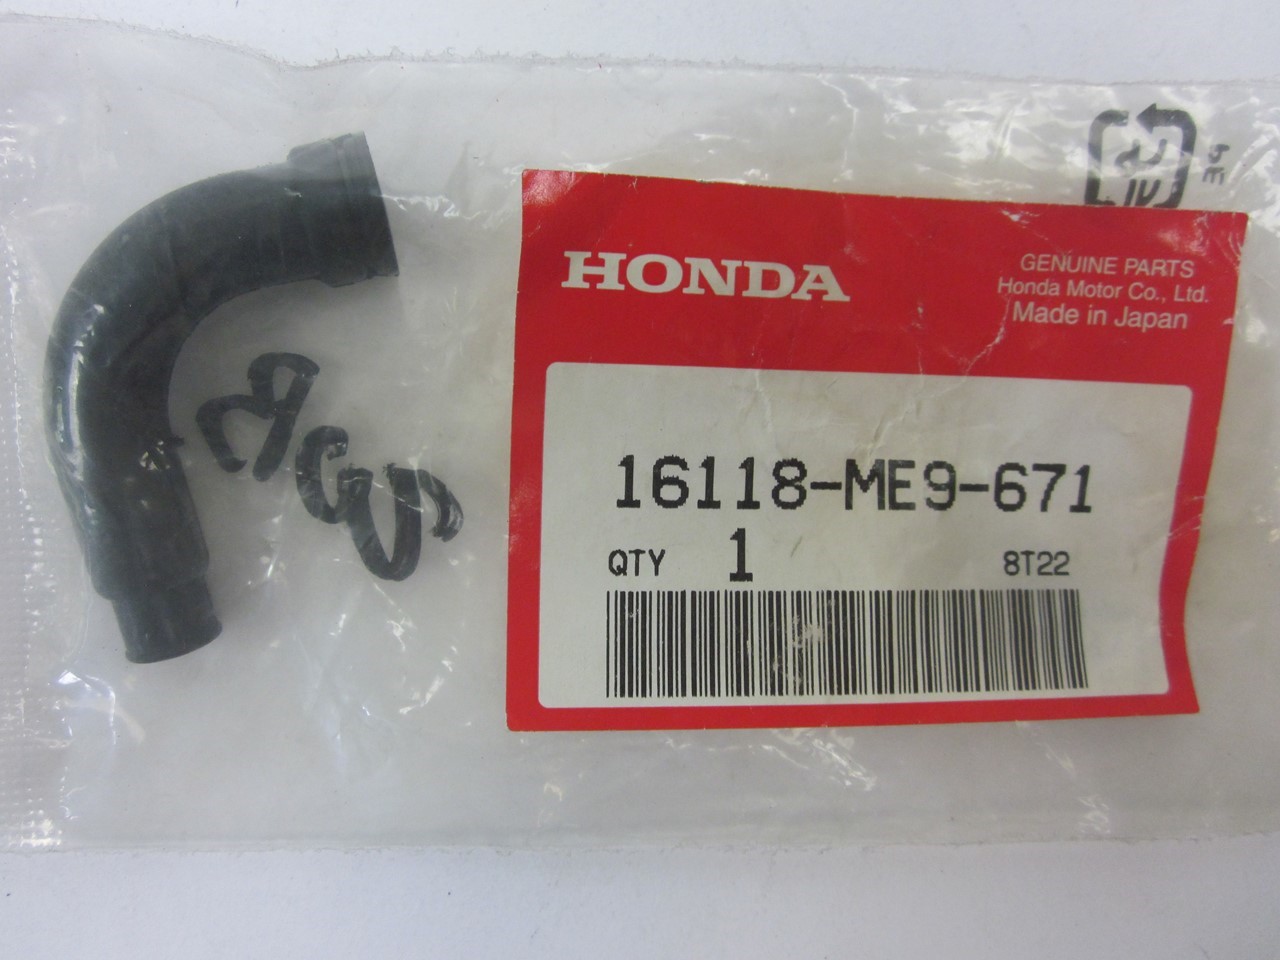 HONDA
GENUINE PARTS
Honda Motor Co., Ltd.
Made in Japan
16118-ME9-671
QTY 1 8T22